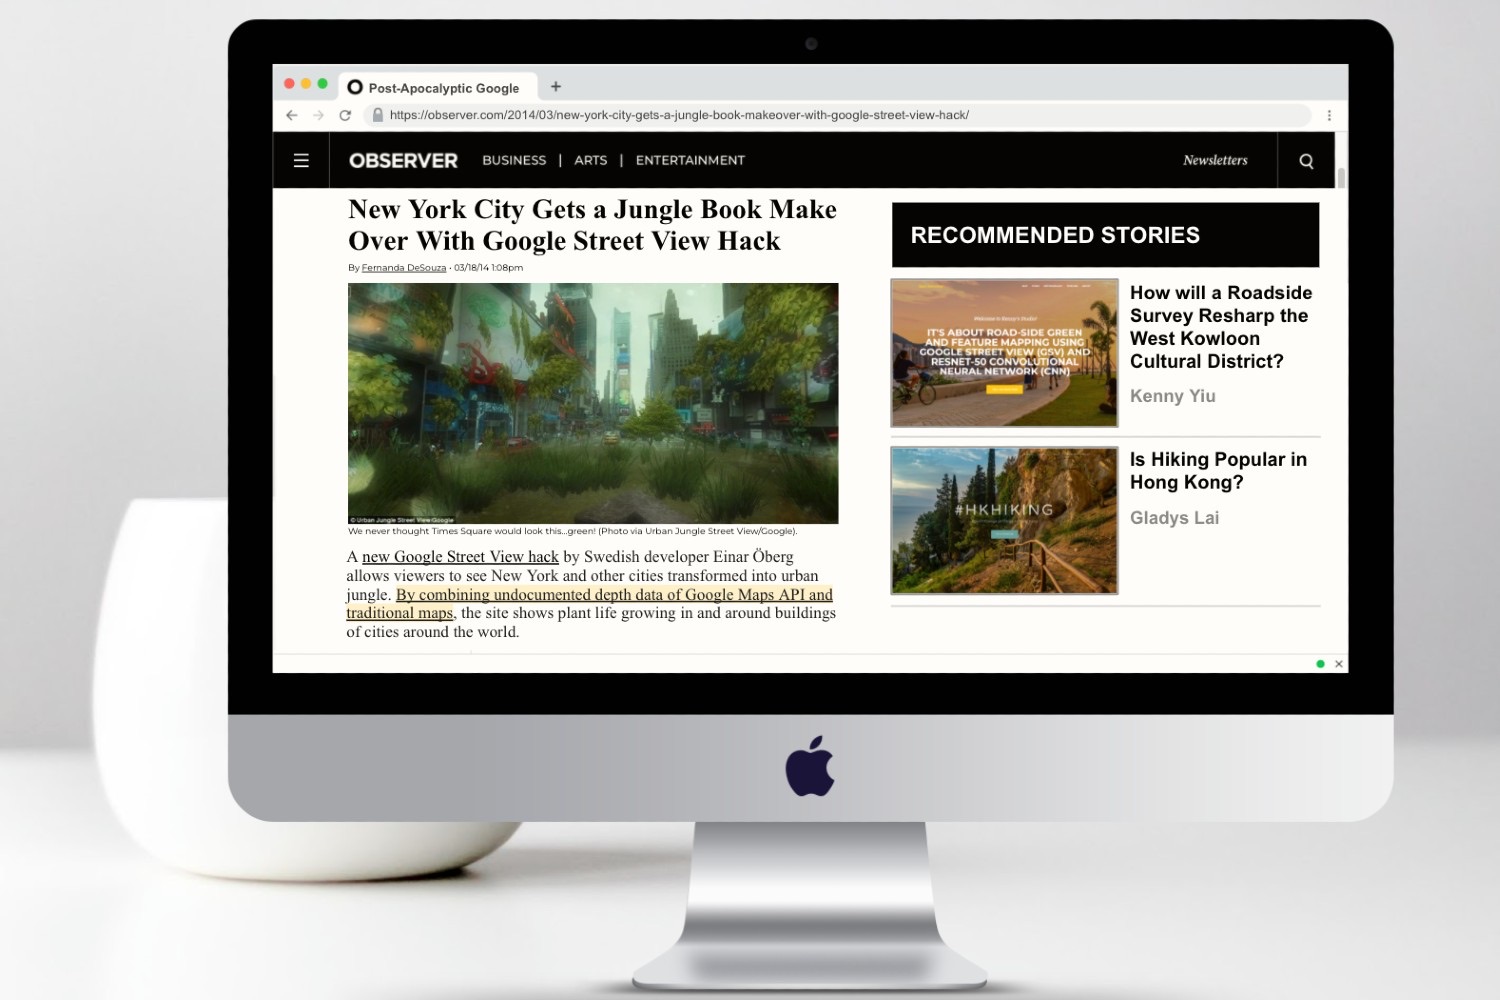 Post-Apocalyptic Google
https://observer.com/2014/03/new-york-city-gets-a-jungle-book-makeover-with-google-street-view-hack/
OBSERVER BUSINESS | ARTS | ENTERTAINMENT Newsletters
New York City Gets a Jungle Book Make
Over With Google Street View Hack
By Fernanda DeSouza • 03/18/14 1:08pm
© Urban Jungle Street View/Google
We never thought Times Square would look this...green! (Photo via Urban Jungle Street View/Google).
A new Google Street View hack by Swedish developer Einar Öberg
allows viewers to see New York and other cities transformed into urban
jungle. By combining undocumented depth data of Google Maps API and
traditional maps, the site shows plant life growing in and around buildings
of cities around the world.
RECOMMENDED STORIES
Welcome to Kenny's Studio!
IT'S ABOUT ROAD-SIDE GREEN
AND FEATURE MAPPING USING
GOOGLE STREET VIEW (GSV) AND
RESNET-50 CONVOLUTIONAL
NEURAL NETWORK (CNN)
How will a Roadside
Survey Resharp the
West Kowloon
Cultural District?
Kenny Yiu
#HKHIKING
Is Hiking Popular in
Hong Kong?
Gladys Lai